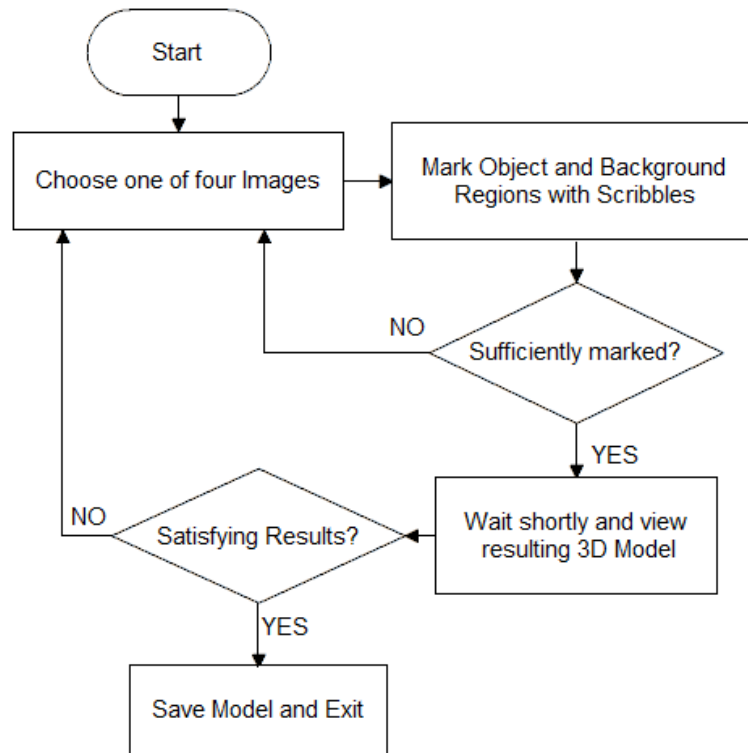 Start
Choose one of four Images
Mark Object and Background
Regions with Scribbles
NO
Sufficiently marked?
YES
Wait shortly and view
resulting 3D Model
NO
Satisfying Results?
YES
Save Model and Exit